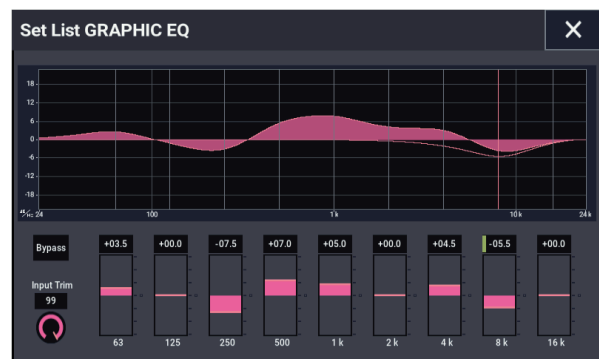 Set List GRAPHIC EQ X
18
12
6
0
-6
-12
-18
24 100 1k 10k 24k
Bypass +03.5 +00.0 -07.5 +07.0 +05.0 +00.0 +04.5 -05.5 +00.0
Input Trim
99
63 125 250 500 1 k 2 k 4 k 8 k 16 k